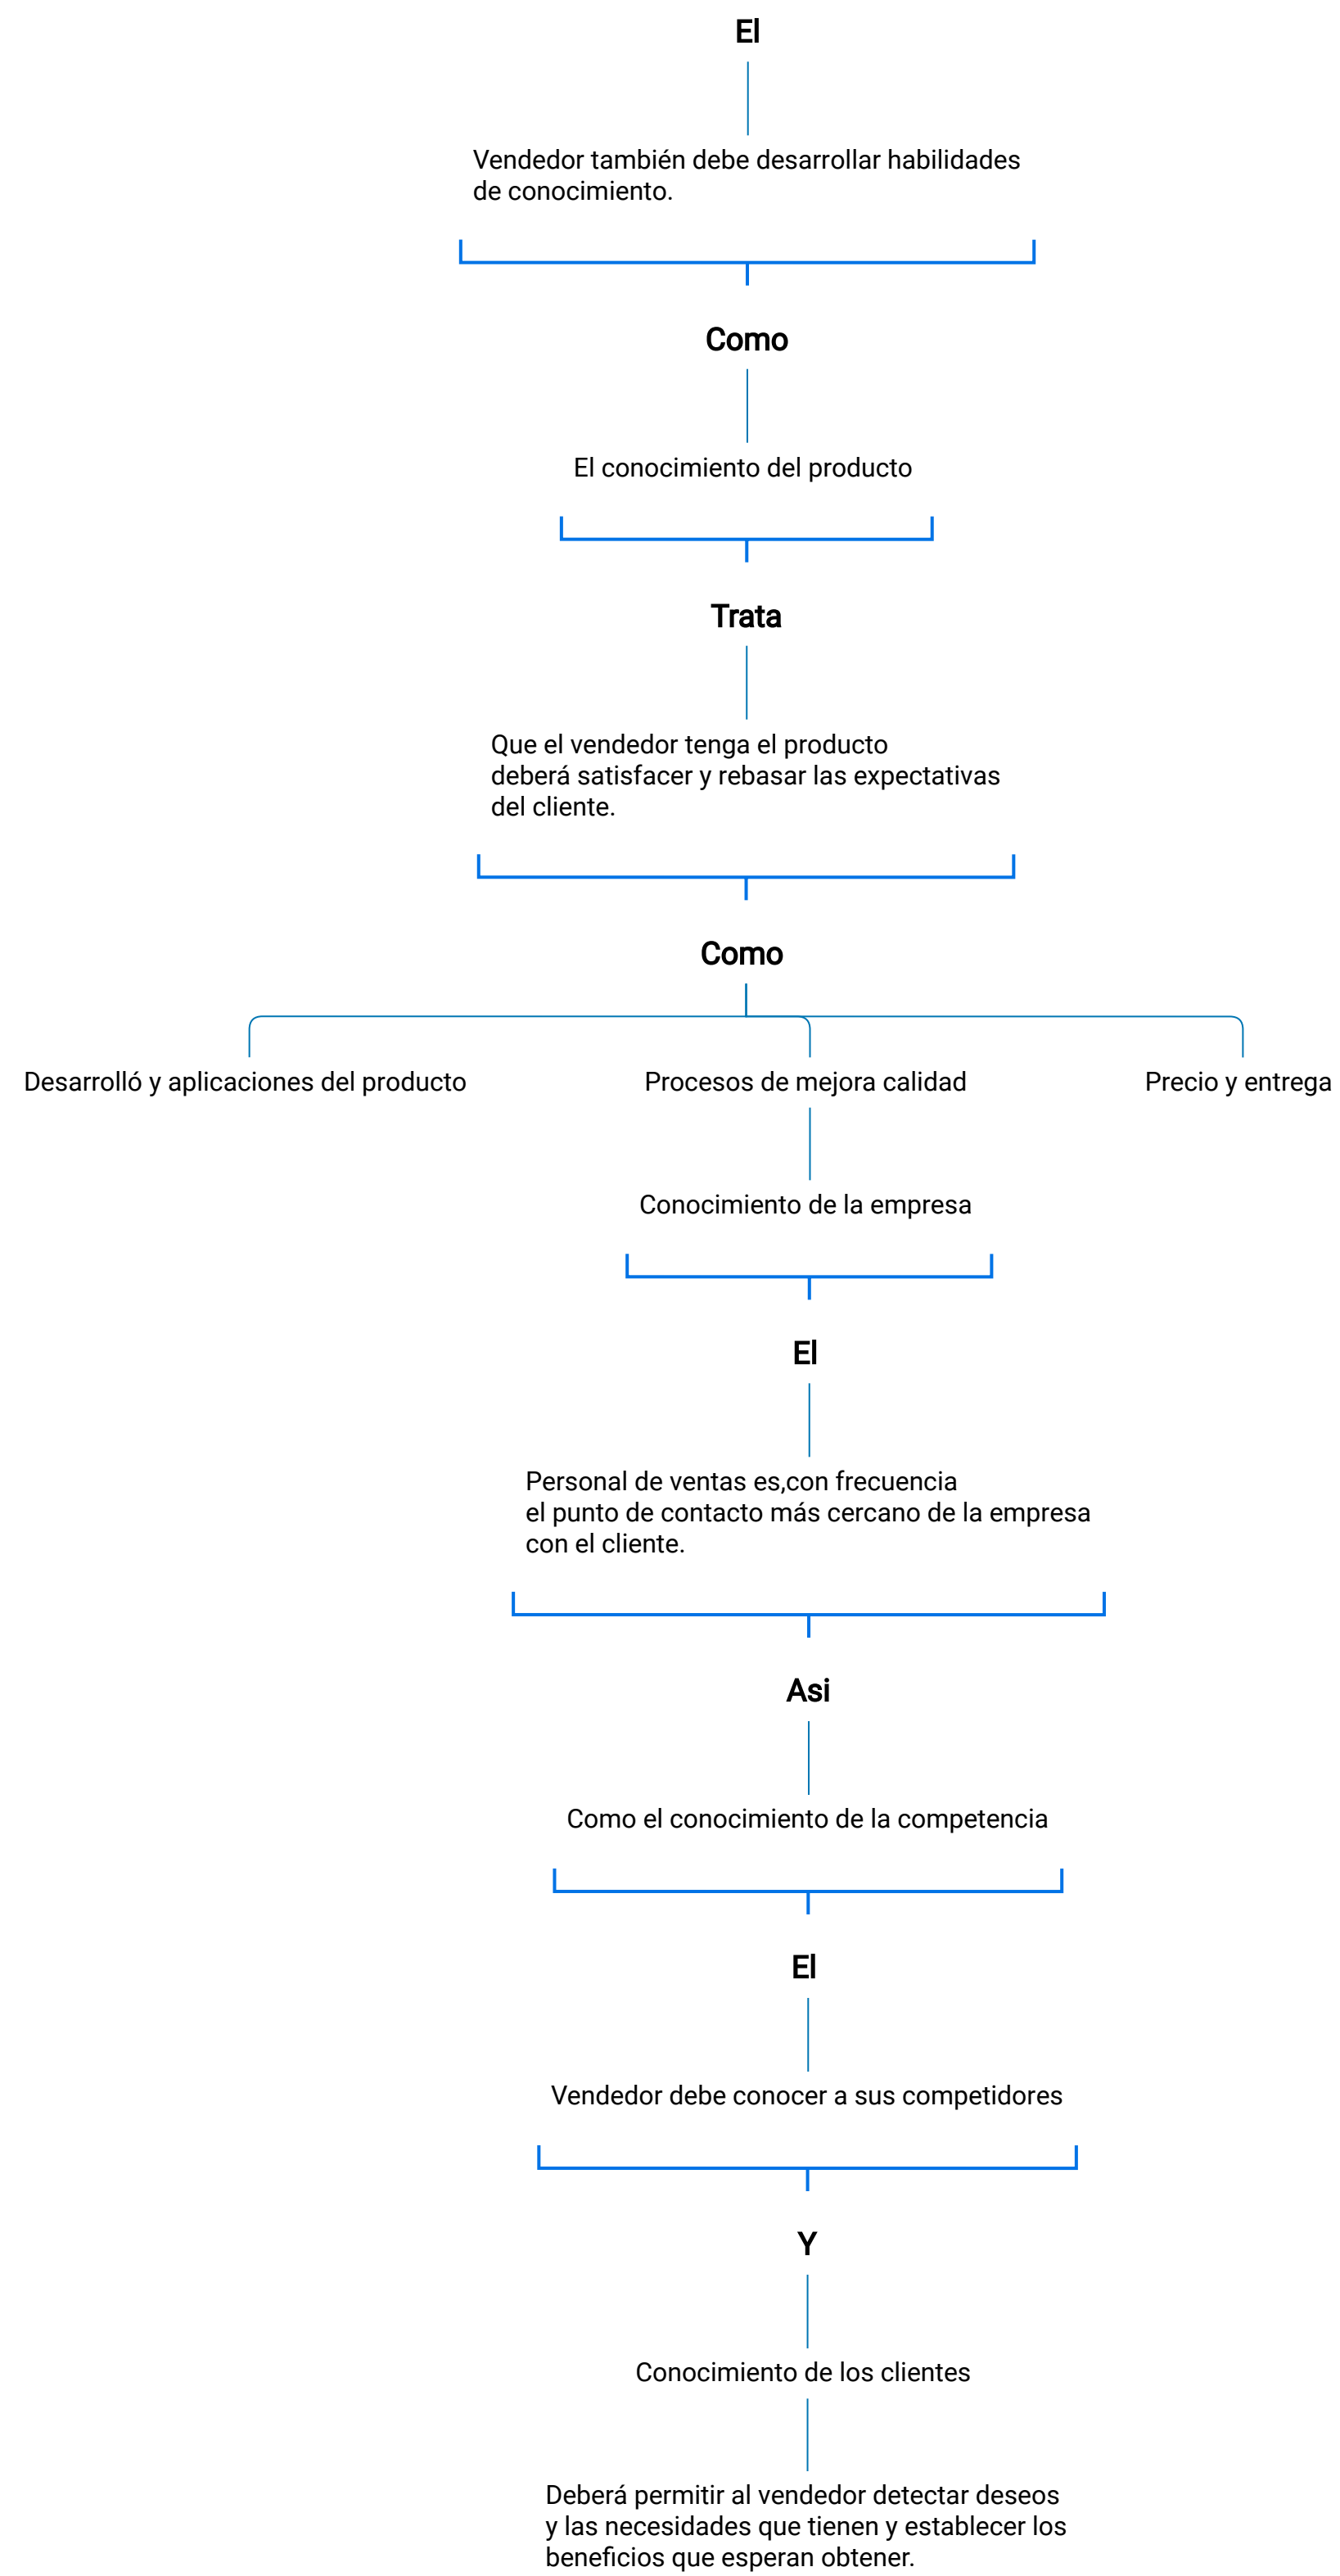 El
Vendedor también debe desarrollar habilidades
de conocimiento.
Como
El conocimiento del producto
Trata
Que el vendedor tenga el producto
deberá satisfacer y rebasar las expectativas
del cliente.
Como
Desarrolló y aplicaciones del producto
Procesos de mejora calidad
Precio y entrega
Conocimiento de la empresa
El
Personal de ventas es,con frecuencia
el punto de contacto más cercano de la empresa
con el cliente.
Asi
Como el conocimiento de la competencia
El
Vendedor debe conocer a sus competidores
Y
Conocimiento de los clientes
Deberá permitir al vendedor detectar deseos
y las necesidades que tienen y establecer los
beneficios que esperan obtener.